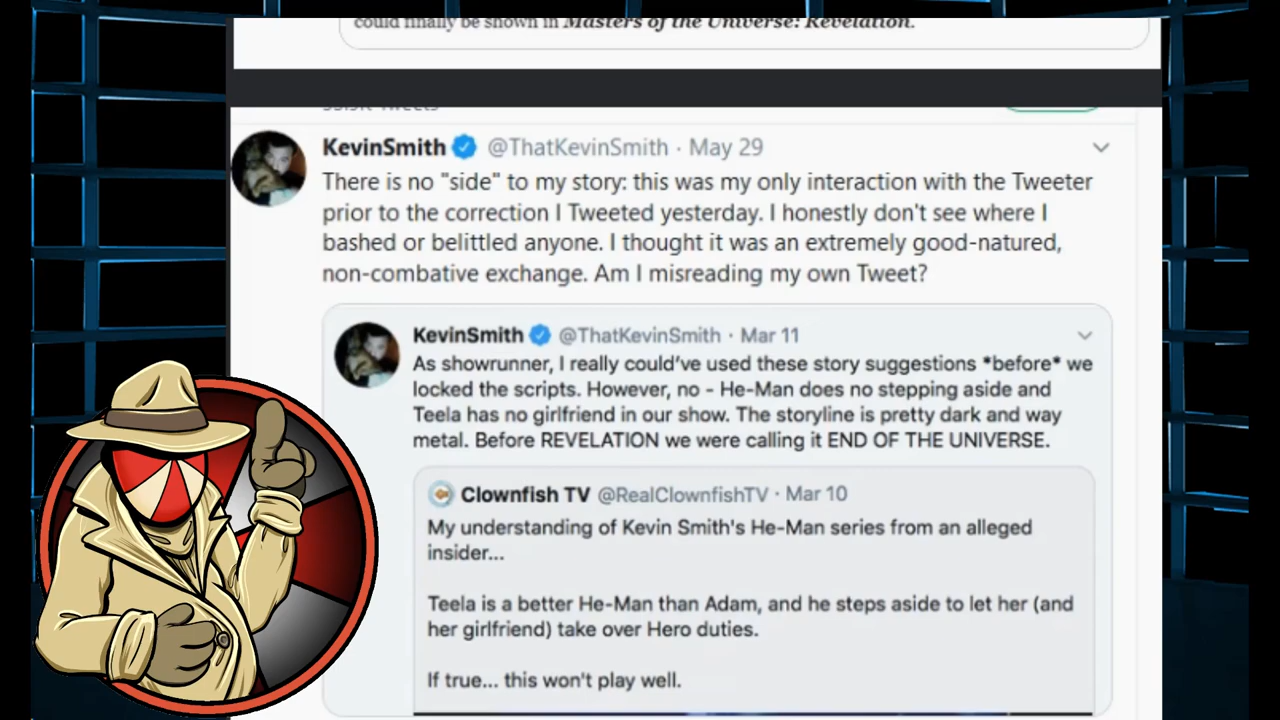 could finally be shown in Masters of the Universe: Revelation.
KevinSmith @ThatKevinSmith · May 29
There is no "side" to my story: this was my only interaction with the Tweeter
prior to the correction I Tweeted yesterday. I honestly don't see where I
bashed or belittled anyone. I thought it was an extremely good-natured,
non-combative exchange. Am I misreading my own Tweet?
KevinSmith @ThatKevinSmith · Mar 11
As showrunner, I really could've used these story suggestions *before* we
locked the scripts. However, no - He-Man does no stepping aside and
Teela has no girlfriend in our show. The storyline is pretty dark and way
metal. Before REVELATION we were calling it END OF THE UNIVERSE.
Clownfish TV @RealClownfishTV · Mar 10
My understanding of Kevin Smith's He-Man series from an alleged
insider...
Teela is a better He-Man than Adam, and he steps aside to let her (and
her girlfriend) take over Hero duties.
If true... this won't play well.